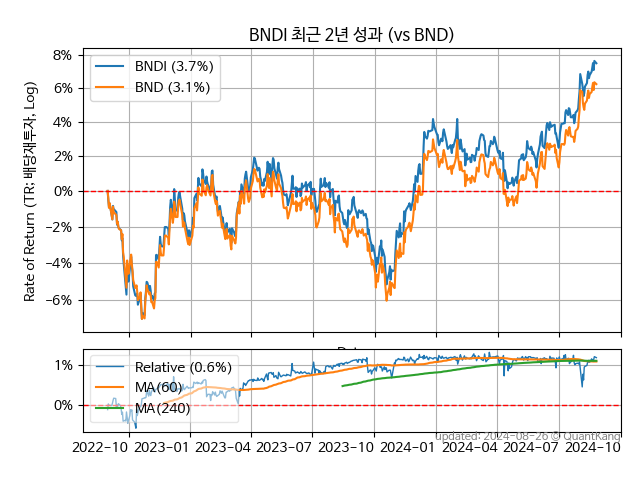 BNDI 최근 2년 성과 (vs BND)
Rate of Return (TR: 배당재투자, Log)
8%
6%
4%
2%
0%
−2%
−4%
−6%
BNDI (3.7%)
BND (3.1%)
1%
0%
Relative (0.6%)
MA(60)
MA(240)
updated: 2024-08-26 © QuantKang
2022-10 2023-01 2023-04 2023-07 2023-10 2024-01 2024-04 2024-07 2024-10